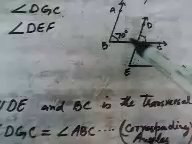 ∠DGC
∠DEF
A
D
70°
B
C
E
∥DE and BC is the transversal
∠DGC = ∠ABC ... (Corresponding
Angles